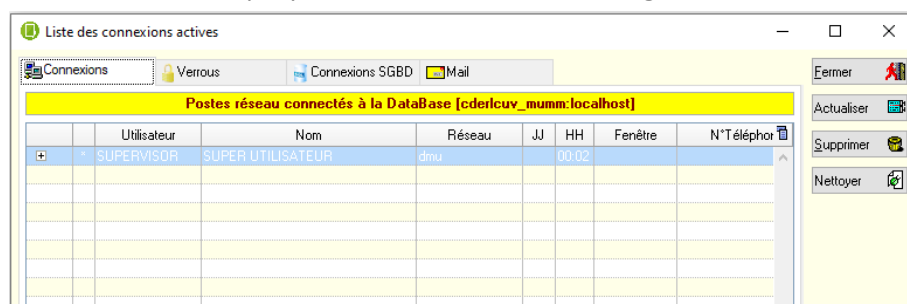 Liste des connexions actives
Connexions Verrous Connexions SGBD Mail
Fermer
Postes réseau connectés à la DataBase [cderlcuv_mumm:localhost]
Actualiser
Utilisateur Nom Réseau JJ HH Fenêtre N°Téléphor
Supprimer
* SUPERVISOR SUPER UTILISATEUR dmu 00:02
Nettoyer